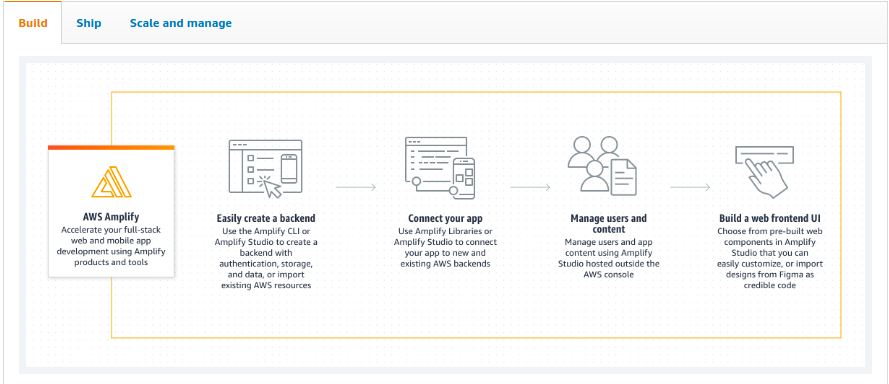 Build
Ship
Scale and manage
AWS Amplify
Accelerate your full-stack
web and mobile app
development using Amplify
products and tools
Easily create a backend
Use the Amplify CLI or
Amplify Studio to create a
backend with
authentication, storage,
and data, or import
existing AWS resources
Connect your app
Use Amplify Libraries or
Amplify Studio to connect
your app to new and
existing AWS backends
Manage users and
content
Manage users and app
content using Amplify
Studio hosted outside the
AWS console
Build a web frontend UI
Choose from pre-built web
components in Amplify
Studio that you can
easily customize, or import
designs from Figma as
credible code